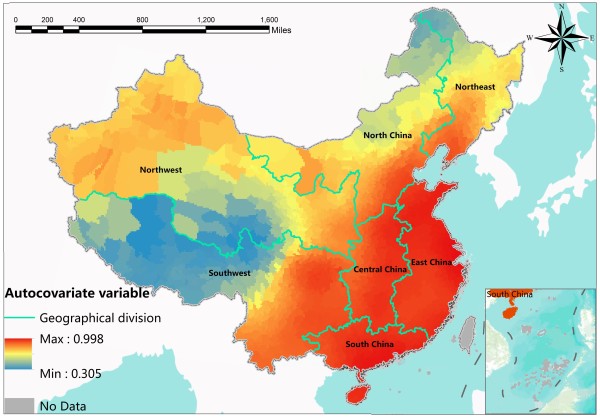 0 200 400 800 1,200 1,600
Miles
N
W E
S
Northeast
North China
Northwest
Southwest
Central China
East China
South China
South China
Autocovariate variable
Geographical division
Max : 0.998
Min : 0.305
No Data